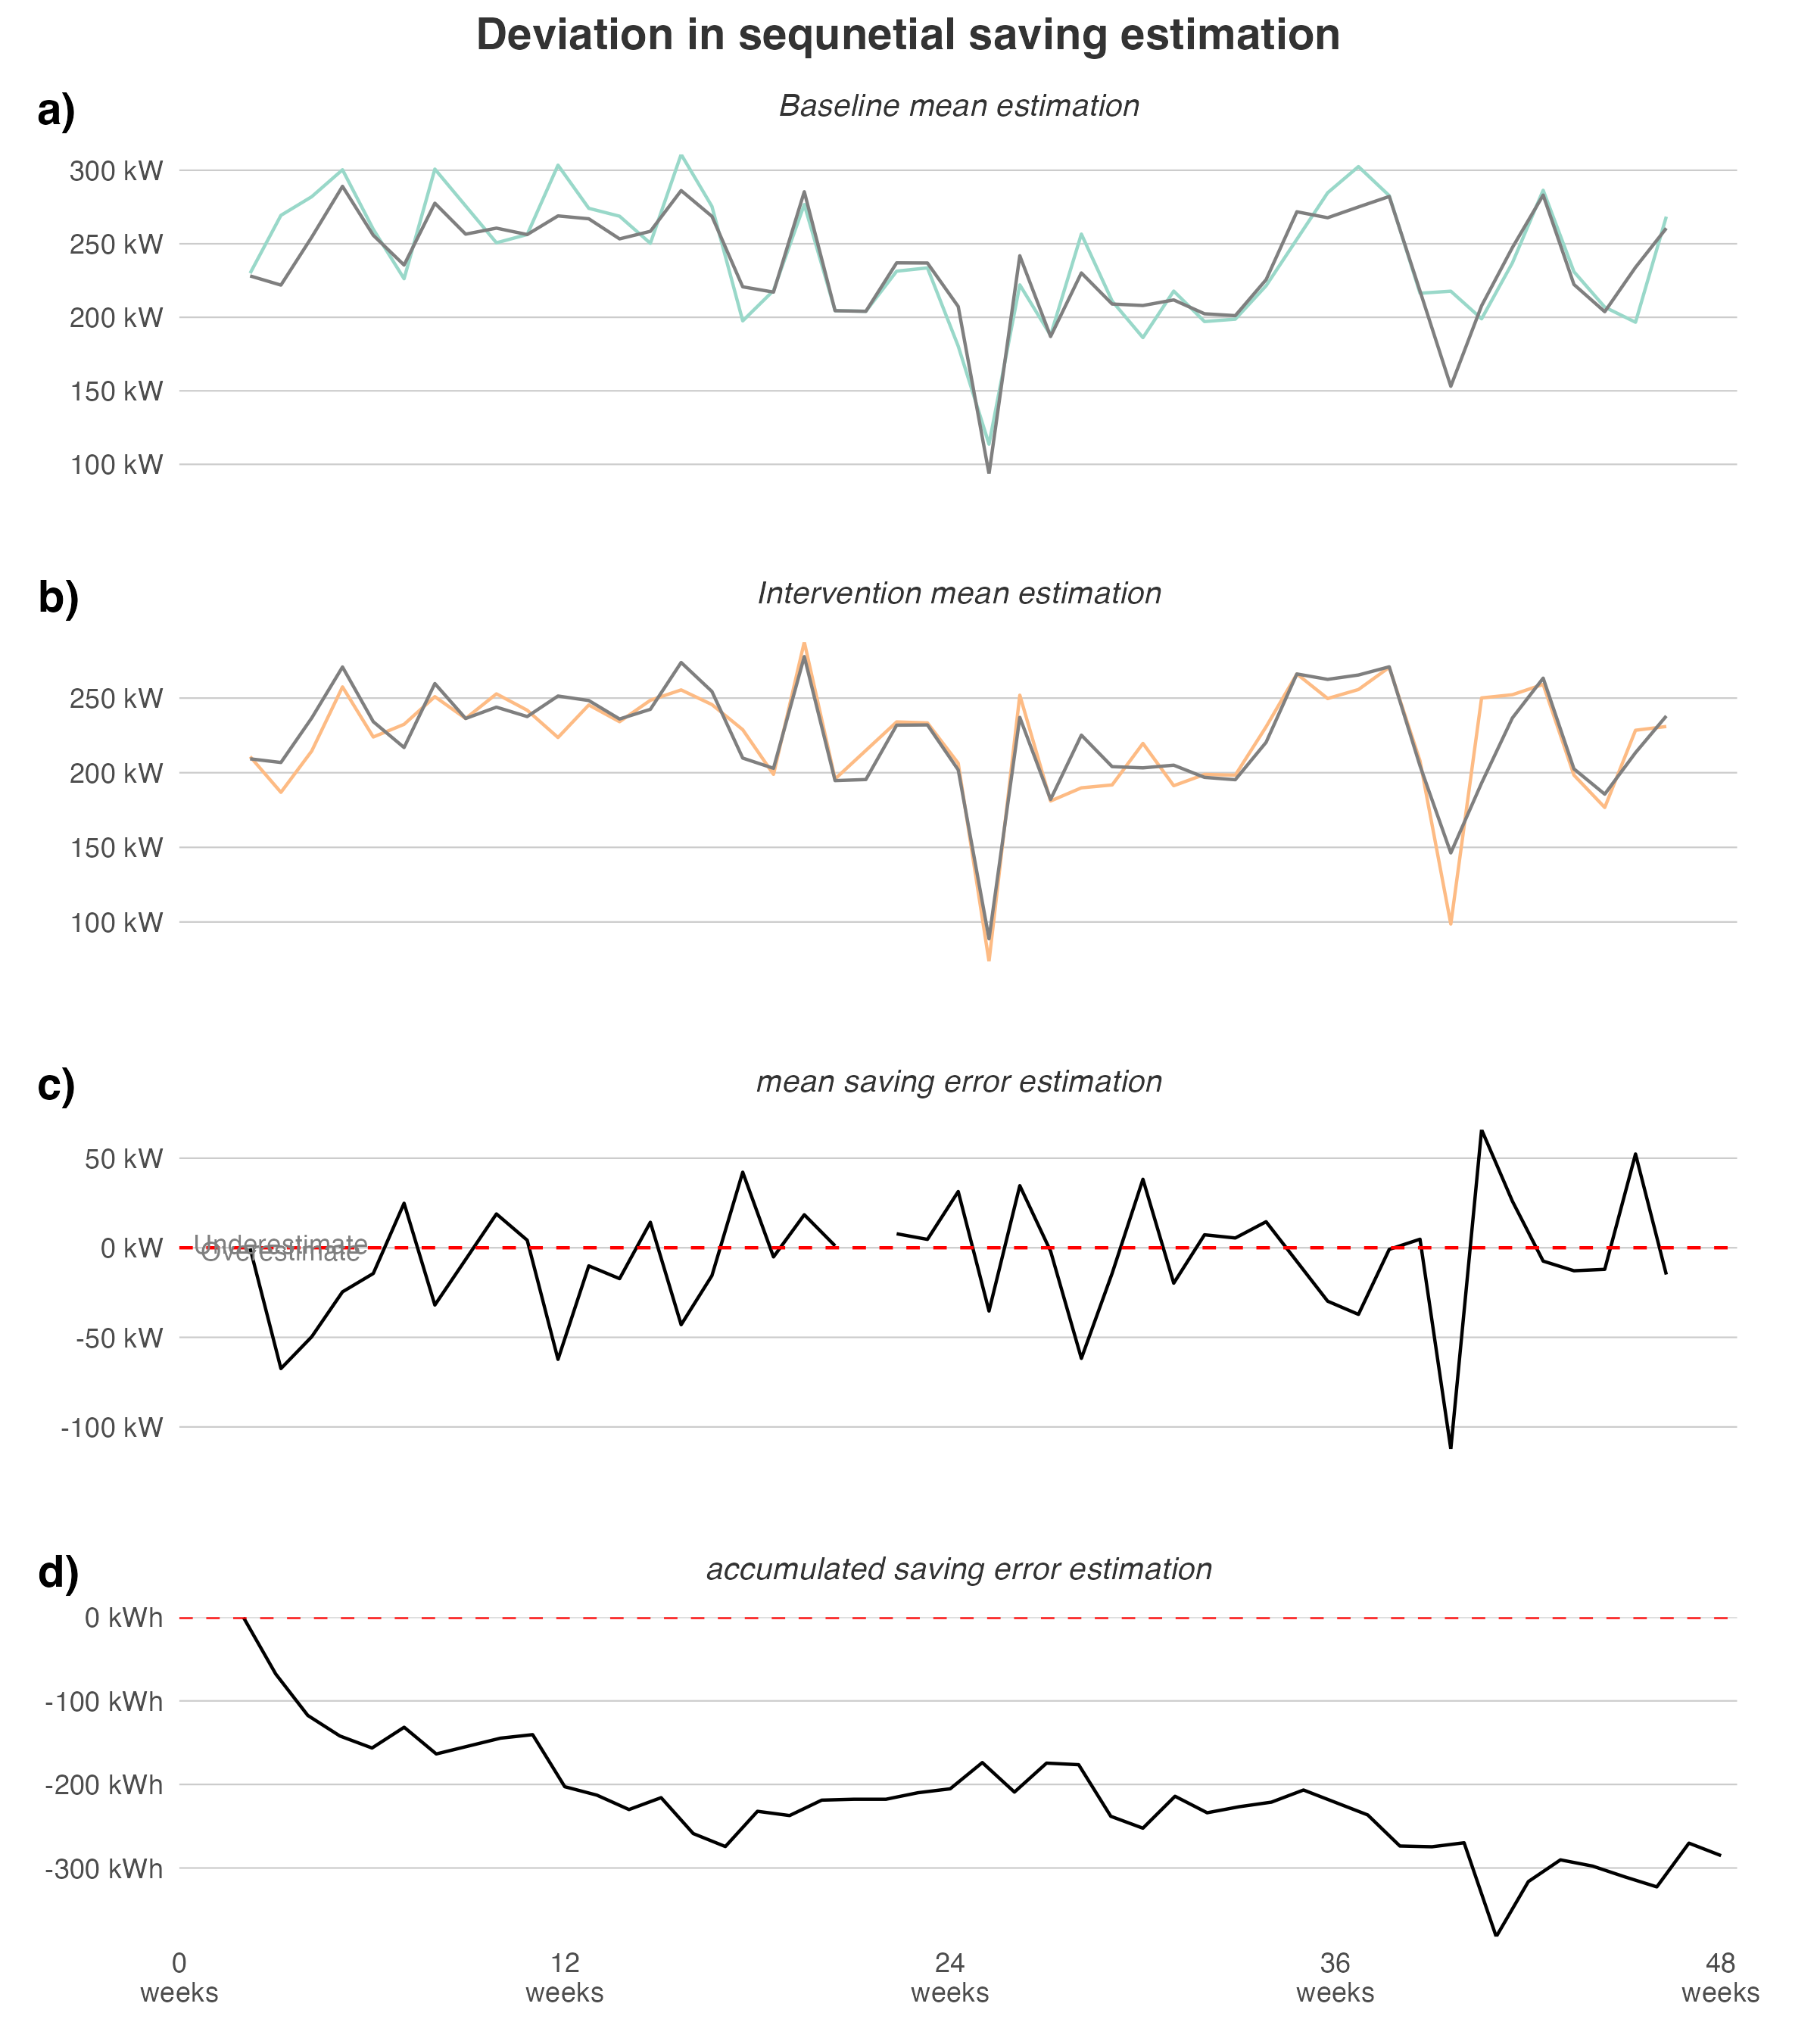 Deviation in sequnetial saving estimation
a)
Baseline mean estimation
300 kW
250 kW
200 kW
150 kW
100 kW
b)
Intervention mean estimation
250 kW
200 kW
150 kW
100 kW
c)
mean saving error estimation
50 kW
Underestimate
0 kW
Overestimate
-50 kW
-100 kW
d)
accumulated saving error estimation
0 kWh
-100 kWh
-200 kWh
-300 kWh
0 12 24 36 48
weeks weeks weeks weeks weeks